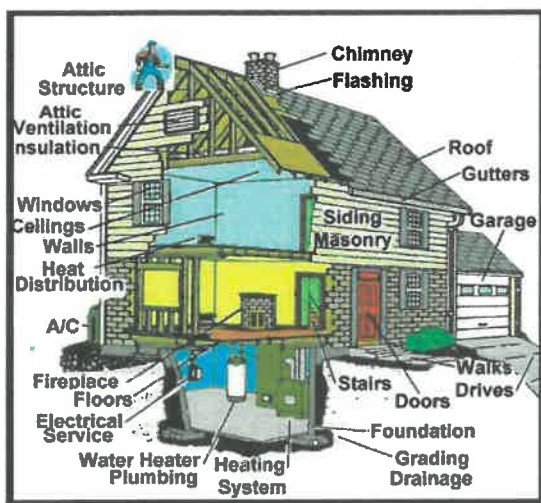 Chimney
Flashing
Attic
Structure
Attic
Ventilation
nsulation
Roof
Gutters
Windows
Ceilings
Walls
Siding
Masonry
Garage
Heat
Distribution
A/C
Fireplace
Floors
Electrical
Service
Stairs
Doors
Walks
Drives
Water Heater
Plumbing
Heating
System
Foundation
Grading
Drainage